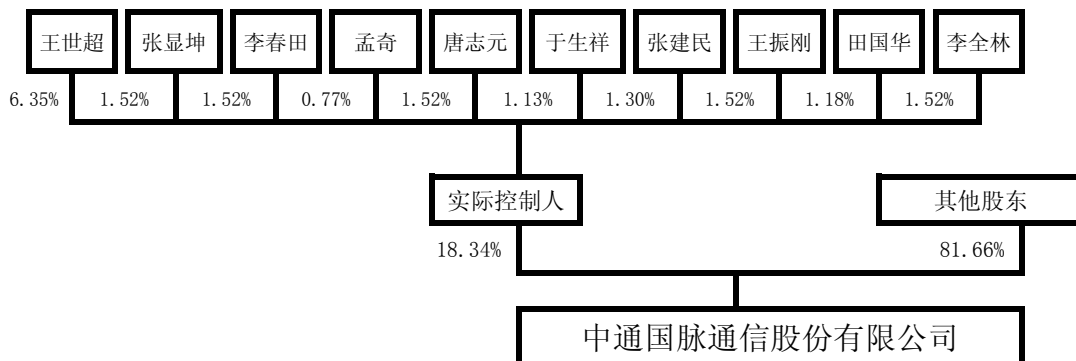 王世超 张显坤 李春田 孟奇 唐志元 于生祥 张建民 王振刚 田国华 李全林
6.35% 1.52% 1.52% 0.77% 1.52% 1.13% 1.30% 1.52% 1.18% 1.52%
实际控制人 其他股东
18.34% 81.66%
中通国脉通信股份有限公司